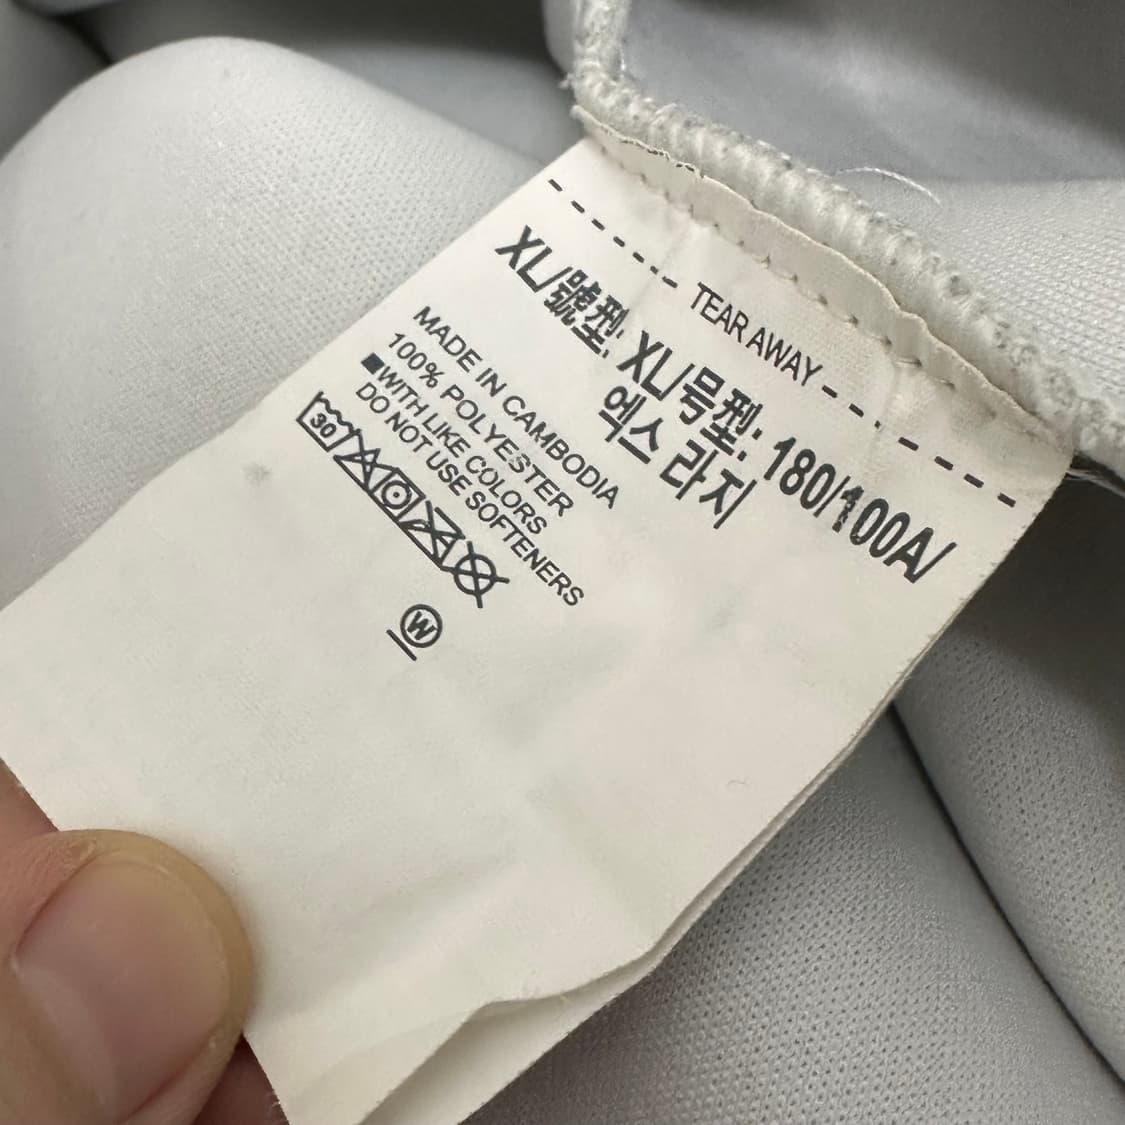 - - - - - - - TEAR AWAY - - - - - - - -
XL/號型: XL/号型: 180/100A/
엑스 라지
MADE IN CAMBODIA
100% POLYESTER
■WITH LIKE COLORS
DO NOT USE SOFTENERS
30
W